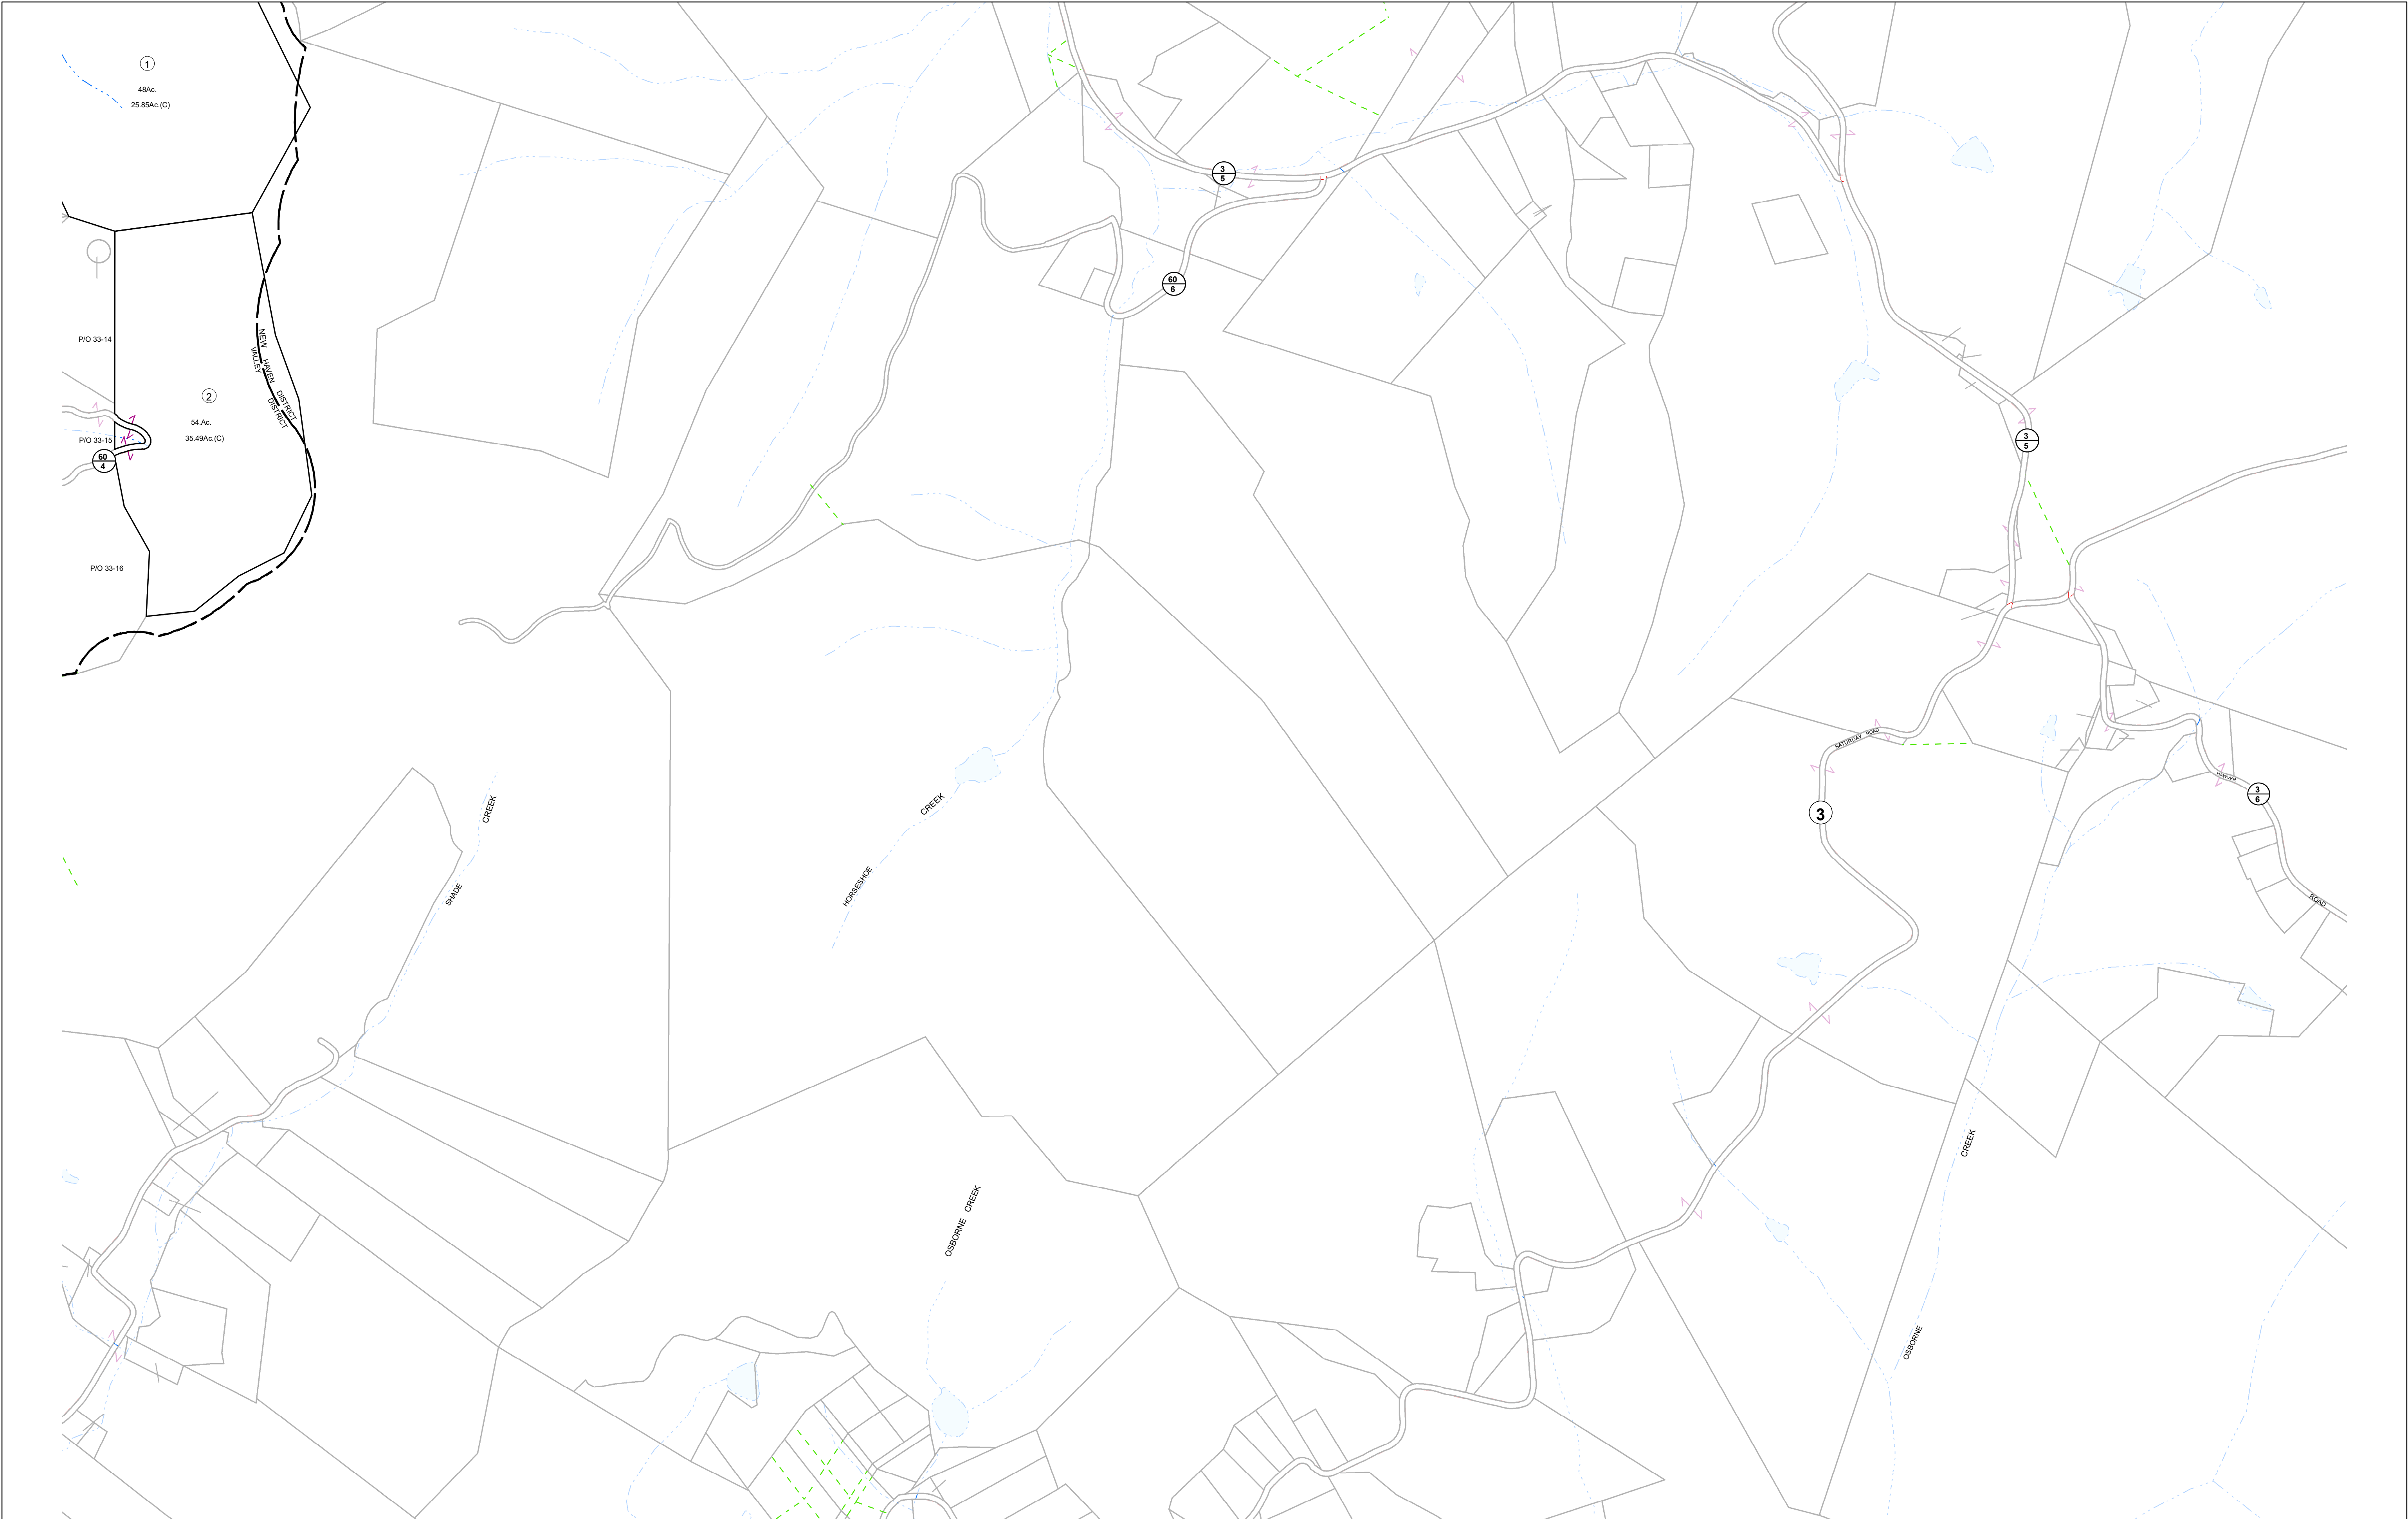 1
48Ac.
25.85Ac.(C)
3
5
60
6
P/O 33-14
NEW HAVEN DISTRICT
VALLEY DISTRICT
2
54.Ac.
35.49Ac.(C)
P/O 33-15
60
4
3
5
P/O 33-16
SATURDAY ROAD
HAWVER
3
6
3
CREEK
CREEK
SHADE
HORSESHOE
ROAD
CREEK
OSBORNE CREEK
OSBORNE